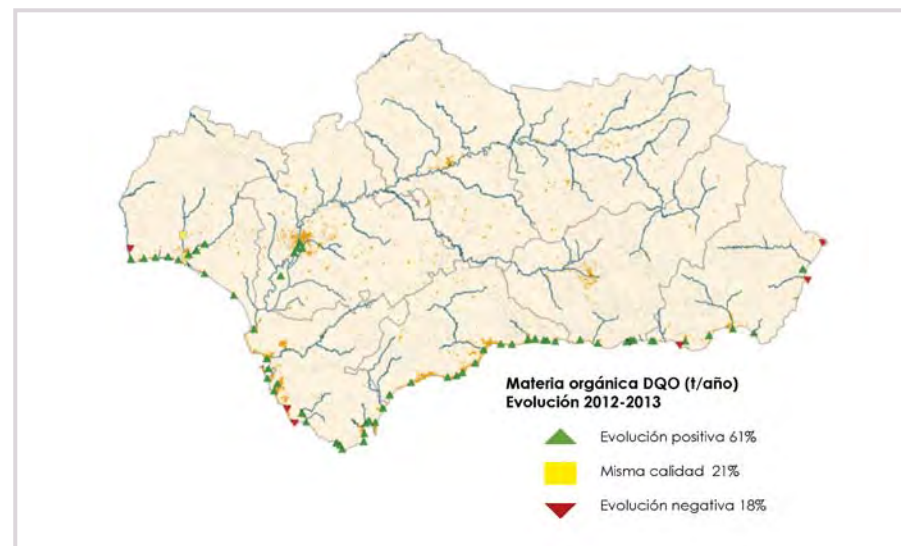 Materia orgánica DQO (t/año)
Evolución 2012-2013
Evolución positiva 61%
Misma calidad 21%
Evolución negativa 18%